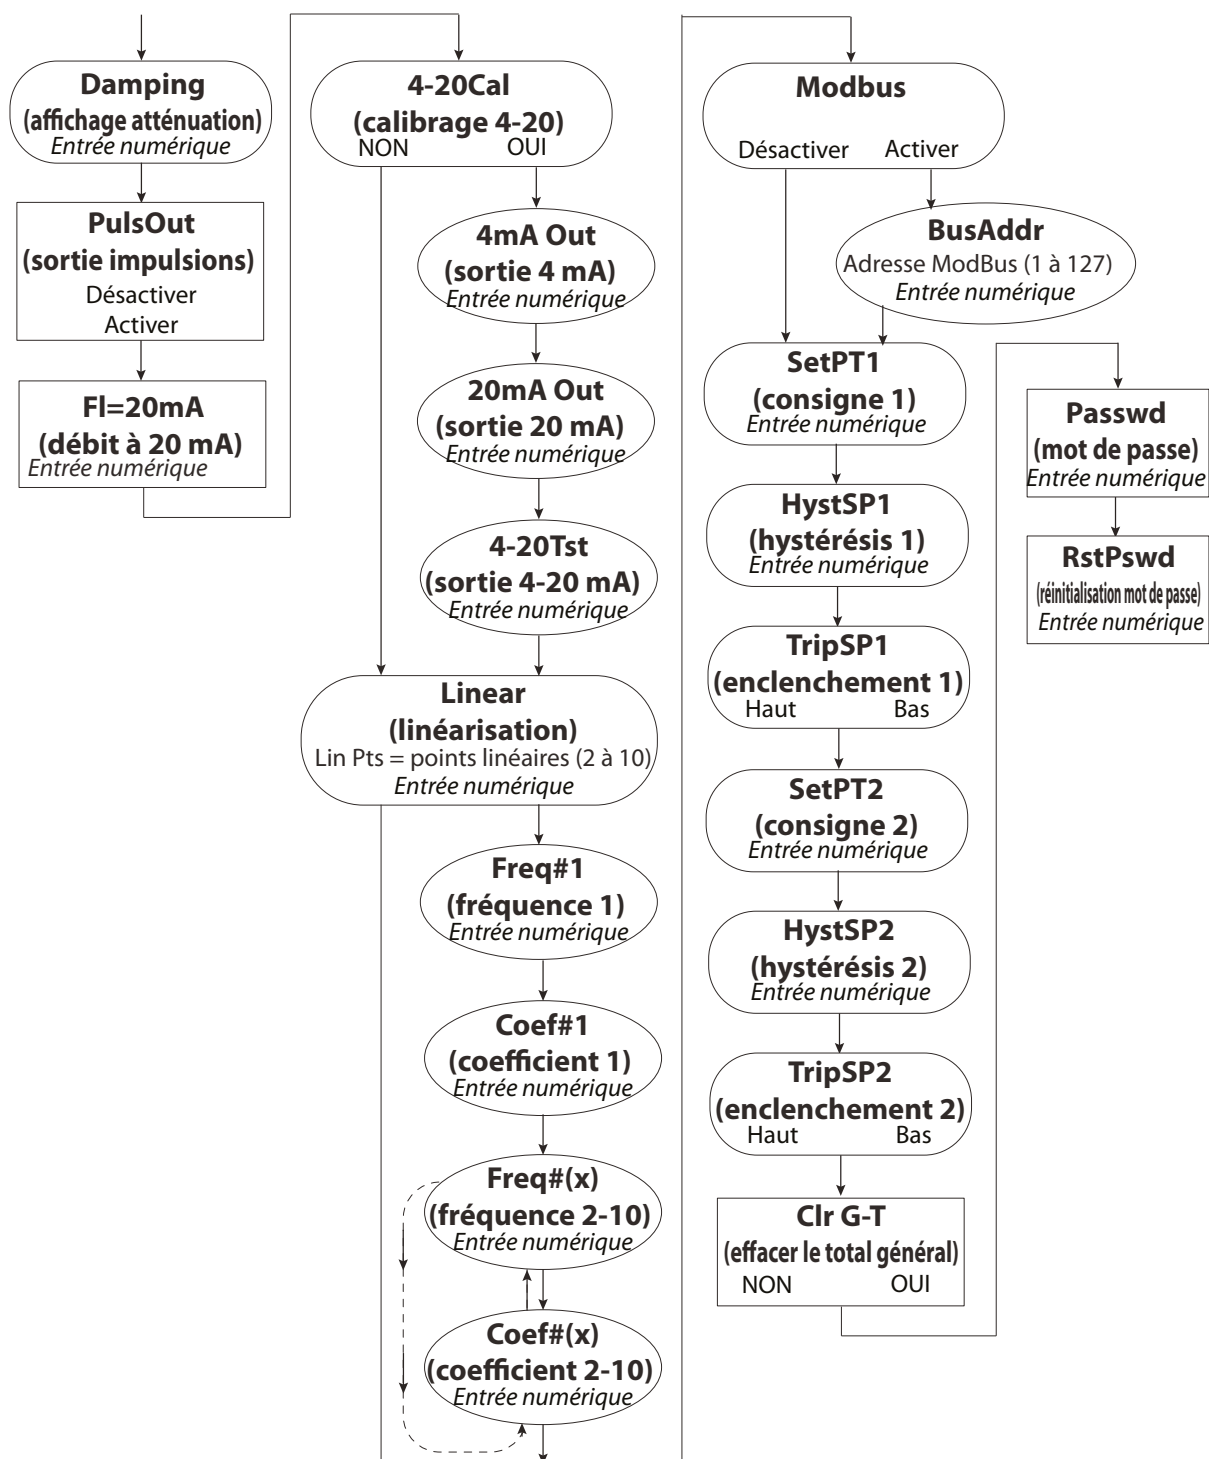 Damping
(affichage atténuation)
Entrée numérique
PulsOut
(sortie impulsions)
Désactiver
Activer
Fl=20mA
(débit à 20 mA)
Entrée numérique
4-20Cal
(calibrage 4-20)
NON OUI
4mA Out
(sortie 4 mA)
Entrée numérique
20mA Out
(sortie 20 mA)
Entrée numérique
4-20Tst
(sortie 4-20 mA)
Entrée numérique
Linear
(linéarisation)
Lin Pts = points linéaires (2 à 10)
Entrée numérique
Freq#1
(fréquence 1)
Entrée numérique
Coef#1
(coefficient 1)
Entrée numérique
Freq#(x)
(fréquence 2-10)
Entrée numérique
Coef#(x)
(coefficient 2-10)
Entrée numérique
Modbus
Désactiver Activer
BusAddr
Adresse ModBus (1 à 127)
Entrée numérique
SetPT1
(consigne 1)
Entrée numérique
HystSP1
(hystérésis 1)
Entrée numérique
TripSP1
(enclenchement 1)
Haut Bas
SetPT2
(consigne 2)
Entrée numérique
HystSP2
(hystérésis 2)
Entrée numérique
TripSP2
(enclenchement 2)
Haut Bas
Clr G-T
(effacer le total général)
NON OUI
Passwd
(mot de passe)
Entrée numérique
RstPswd
(réinitialisation mot de passe)
Entrée numérique